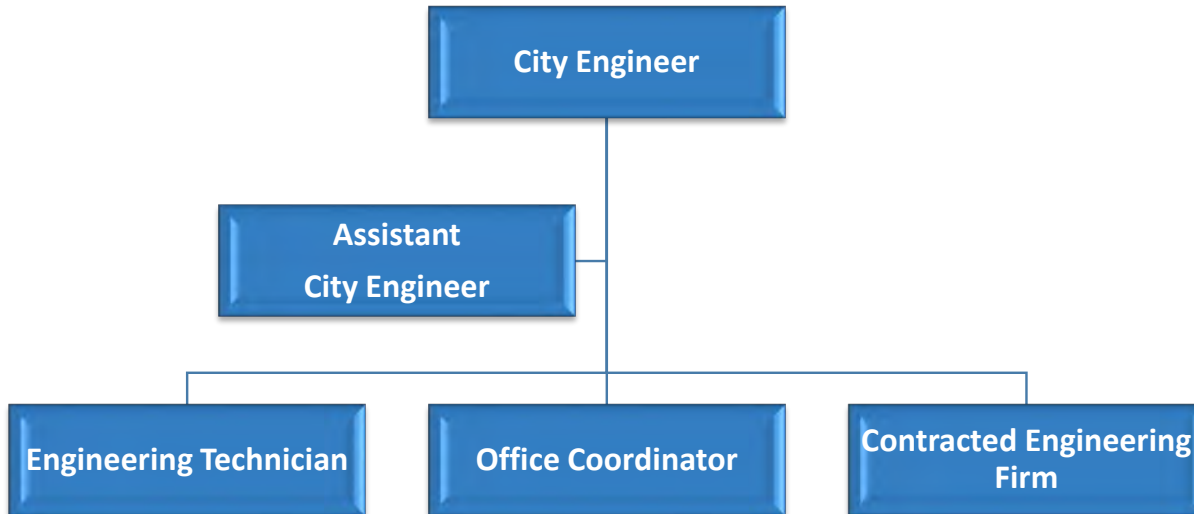 City Engineer
Assistant
City Engineer
Engineering Technician
Office Coordinator
Contracted Engineering
Firm